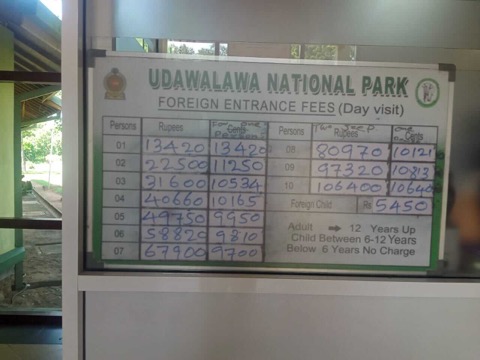 UDAWALAWA NATIONAL PARK
FOREIGN ENTRANCE FEES (Day visit)
Persons Rupees
01 13420 13420
02 22500 11250
03 31600 10534
04 40660 10165
05 49750 9950
06 58820 9810
07 67900 9700
Persons Rupees
08 80970 10121
09 97320 10813
10 106400 10640
Foreign Child Rs 5450
Adult 12 Years Up
Child Between 6-12 Years
Below 6 Years No Charge